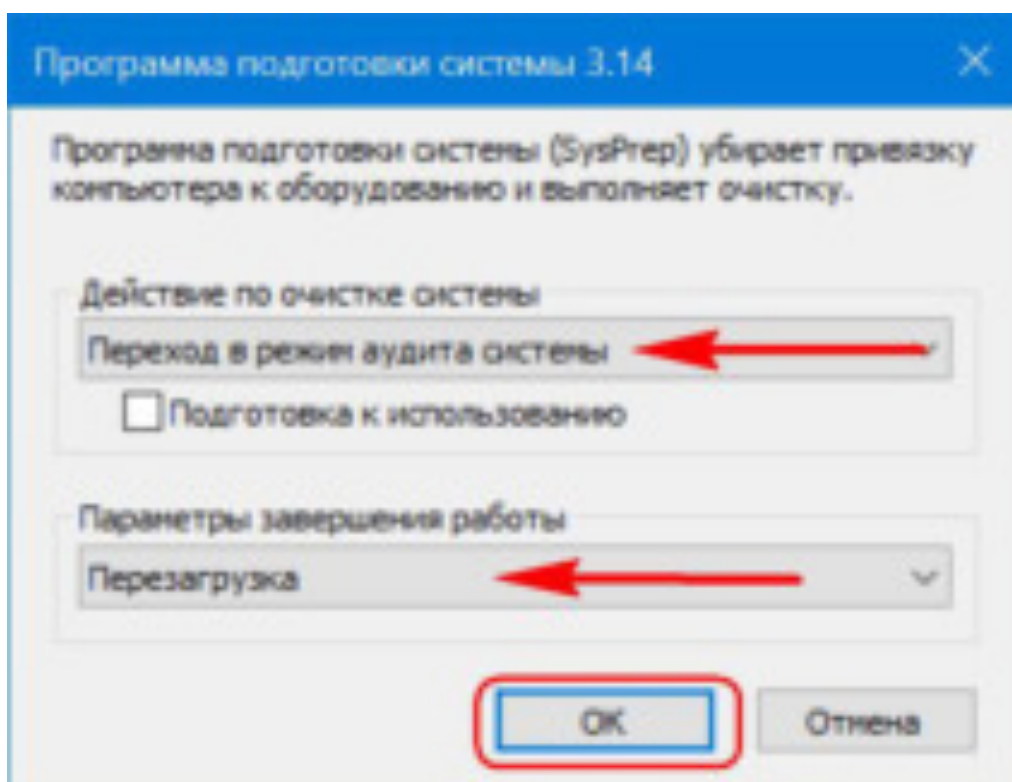 Программа подготовки системы 3.14
Программа подготовки системы (SysPrep) убирает привязку
компьютера к оборудованию и выполняет очистку.
Действие по очистке системы
Переход в режим аудита системы
Подготовка к использованию
Параметры завершения работы
Перезагрузка
ОК
Отмена